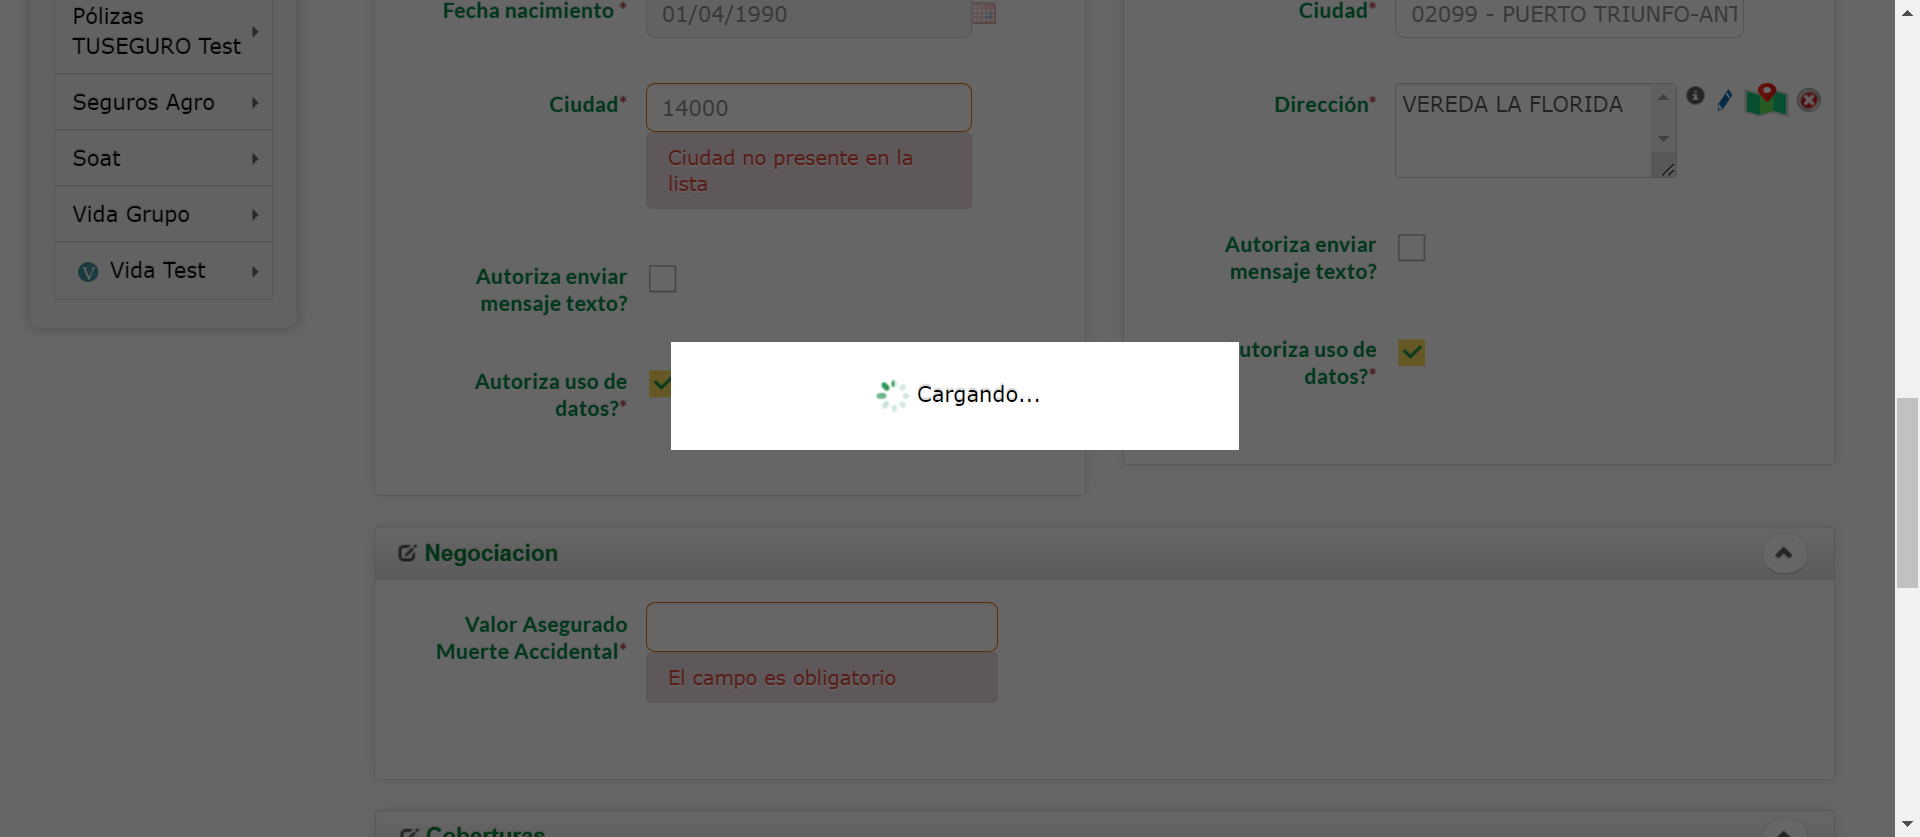 Pólizas
TUSEGURO Test
Seguros Agro
Soat
Vida Grupo
V Vida Test
Fecha nacimiento * 01/04/1990
Ciudad* 14000
Ciudad no presente en la
lista
Autoriza enviar
mensaje texto?
Autoriza uso de
datos?*
Ciudad* 02099 - PUERTO TRIUNFO-ANT
Dirección* VEREDA LA FLORIDA
Autoriza enviar
mensaje texto?
utoriza uso de
datos?*
Cargando...
Negociacion
Valor Asegurado
Muerte Accidental*
El campo es obligatorio
Coberturas